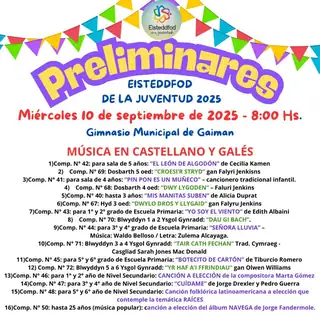 Eisteddfod
de la Juventud
Preliminares
EISTEDDFOD
DE LA JUVENTUD 2025
Miércoles 10 de septiembre de 2025 - 8:00 Hs.
Gimnasio Municipal de Gaiman
MÚSICA EN CASTELLANO Y GALÉS
1)Comp. N° 42: para sala de 5 años: "EL LEÓN DE ALGODÓN" de Cecilia Kamen
2) Comp. N° 69: Dosbarth 5 oed: "CROESI'R STRYD" gan Falyri Jenkins
3)Comp. N° 41: para sala de 4 años: "PIN PON ES UN MUÑECO" – cancionero tradicional infantil.
4) Comp. N° 68: Dosbarth 4 oed: "DWY LYGODEN" - Faluri Jenkins
5)Comp. N° 40: hasta 3 años: "MIS MANITAS SUBEN" de Alicia Duprat
6)Comp. N° 67: Hyd 3 oed: "DWYLO DROS Y LLYGAID" gan Falyru Jenkins
7)Comp. N° 43: para 1° y 2° grado de Escuela Primaria: "YO SOY EL VIENTO" de Edith Albaini
8) Comp. N° 70: Blwyddyn 1 a 2 Ysgol Gynradd: "DAU GI BACH".
9)Comp. N° 44: para 3° y 4° grado de Escuela Primaria: "SEÑORA LLUVIA" –
Música: Waldo Belloso / Letra: Zulema Alcayaga.
10)Comp. N° 71: Blwyddyn 3 a 4 Ysgol Gynradd: "TAIR CATH FECHAN" Trad. Cymraeg -
Casgliad Sarah Jones Mac Donald
11)Comp. N° 45: para 5° y 6° grado de Escuela Primaria: "BOTECITO DE CARTÓN" de Tiburcio Romero
12) Comp. N° 72: Blwyddyn 5 a 6 Ysgol Gynradd: "YR HAF A'I FFRINDIAU" gan Olwen Williams
13)Comp. N° 46: para 1° y 2° año de Nivel Secundario: CANCIÓN A ELECCIÓN de la compositora Marta Gómez
14)Comp. N° 47: para 3° y 4° año de Nivel Secundario: "CUÍDAME" de Jorge Drexler y Pedro Guerra
15)Comp. N° 48: para 5° y 6° año de Nivel Secundario: Canción folklórica latinoamericana a elección que
contemple la temática RAÍCES
16)Comp. N° 50: hasta 25 años (música popular): canción a elección del álbum NAVEGA de Jorge Fandermole.